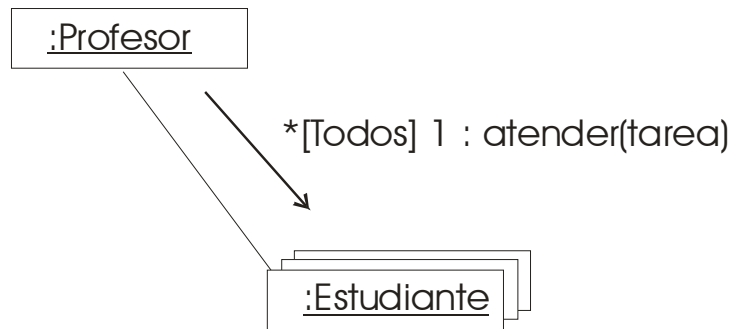 :Profesor
*[Todos] 1 : atender(tarea)
:Estudiante